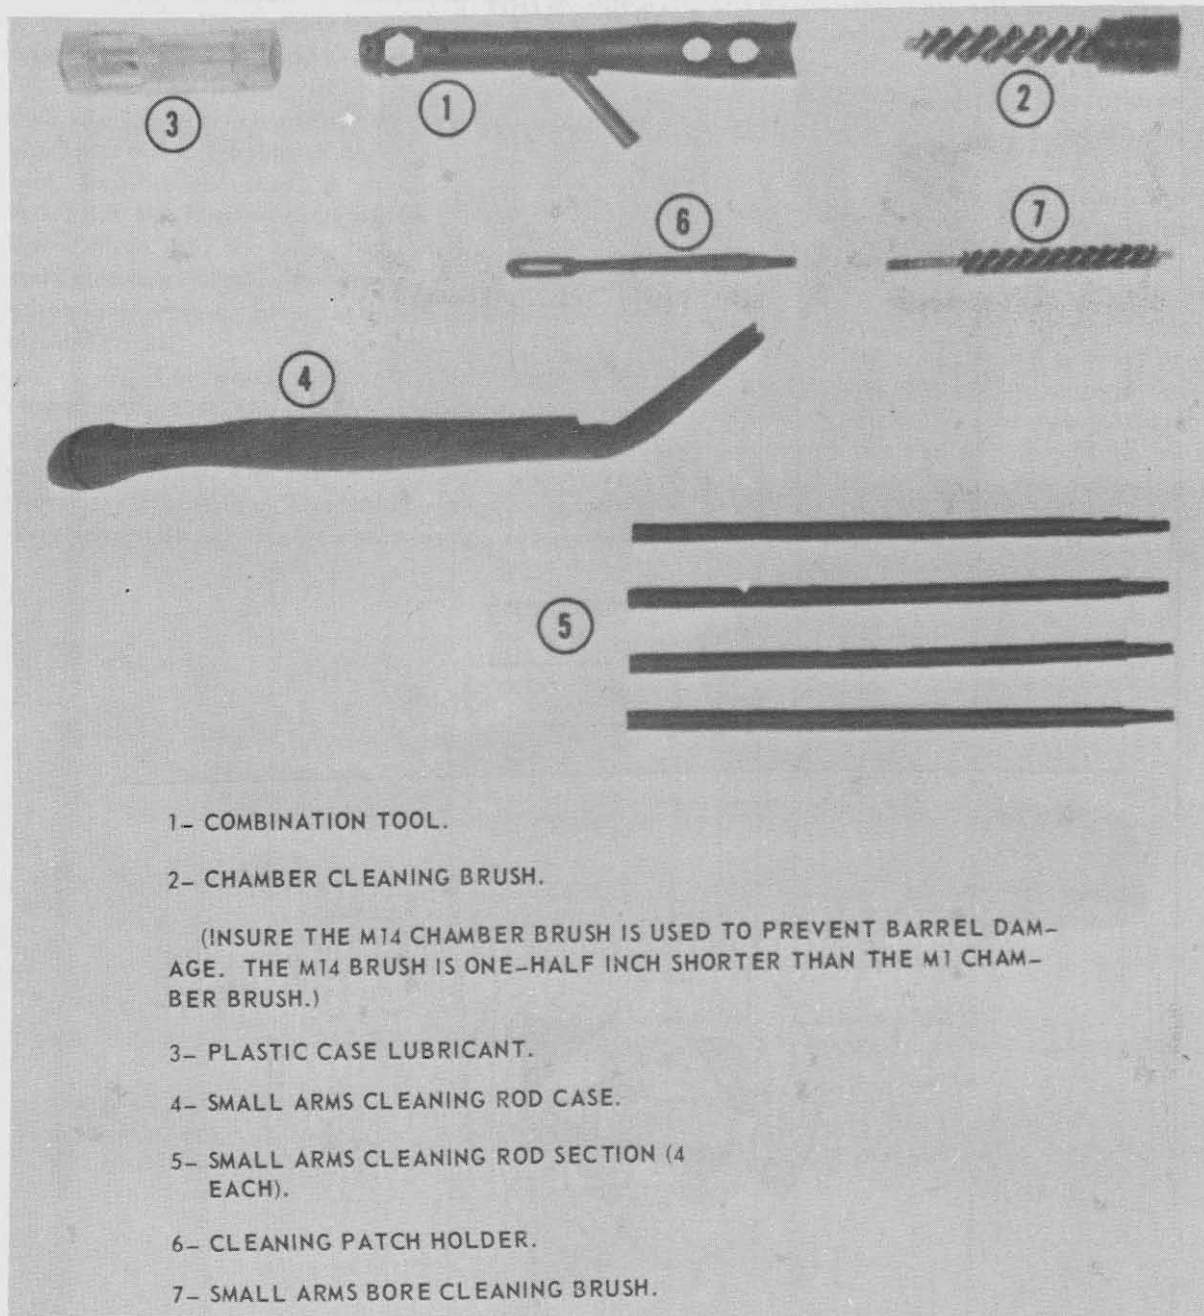 3
1
2
6
7
4
5
1– COMBINATION TOOL.
2– CHAMBER CLEANING BRUSH.
(INSURE THE M14 CHAMBER BRUSH IS USED TO PREVENT BARREL DAM–
AGE. THE M14 BRUSH IS ONE–HALF INCH SHORTER THAN THE M1 CHAM–
BER BRUSH.)
3– PLASTIC CASE LUBRICANT.
4– SMALL ARMS CLEANING ROD CASE.
5– SMALL ARMS CLEANING ROD SECTION (4
EACH).
6– CLEANING PATCH HOLDER.
7– SMALL ARMS BORE CLEANING BRUSH.